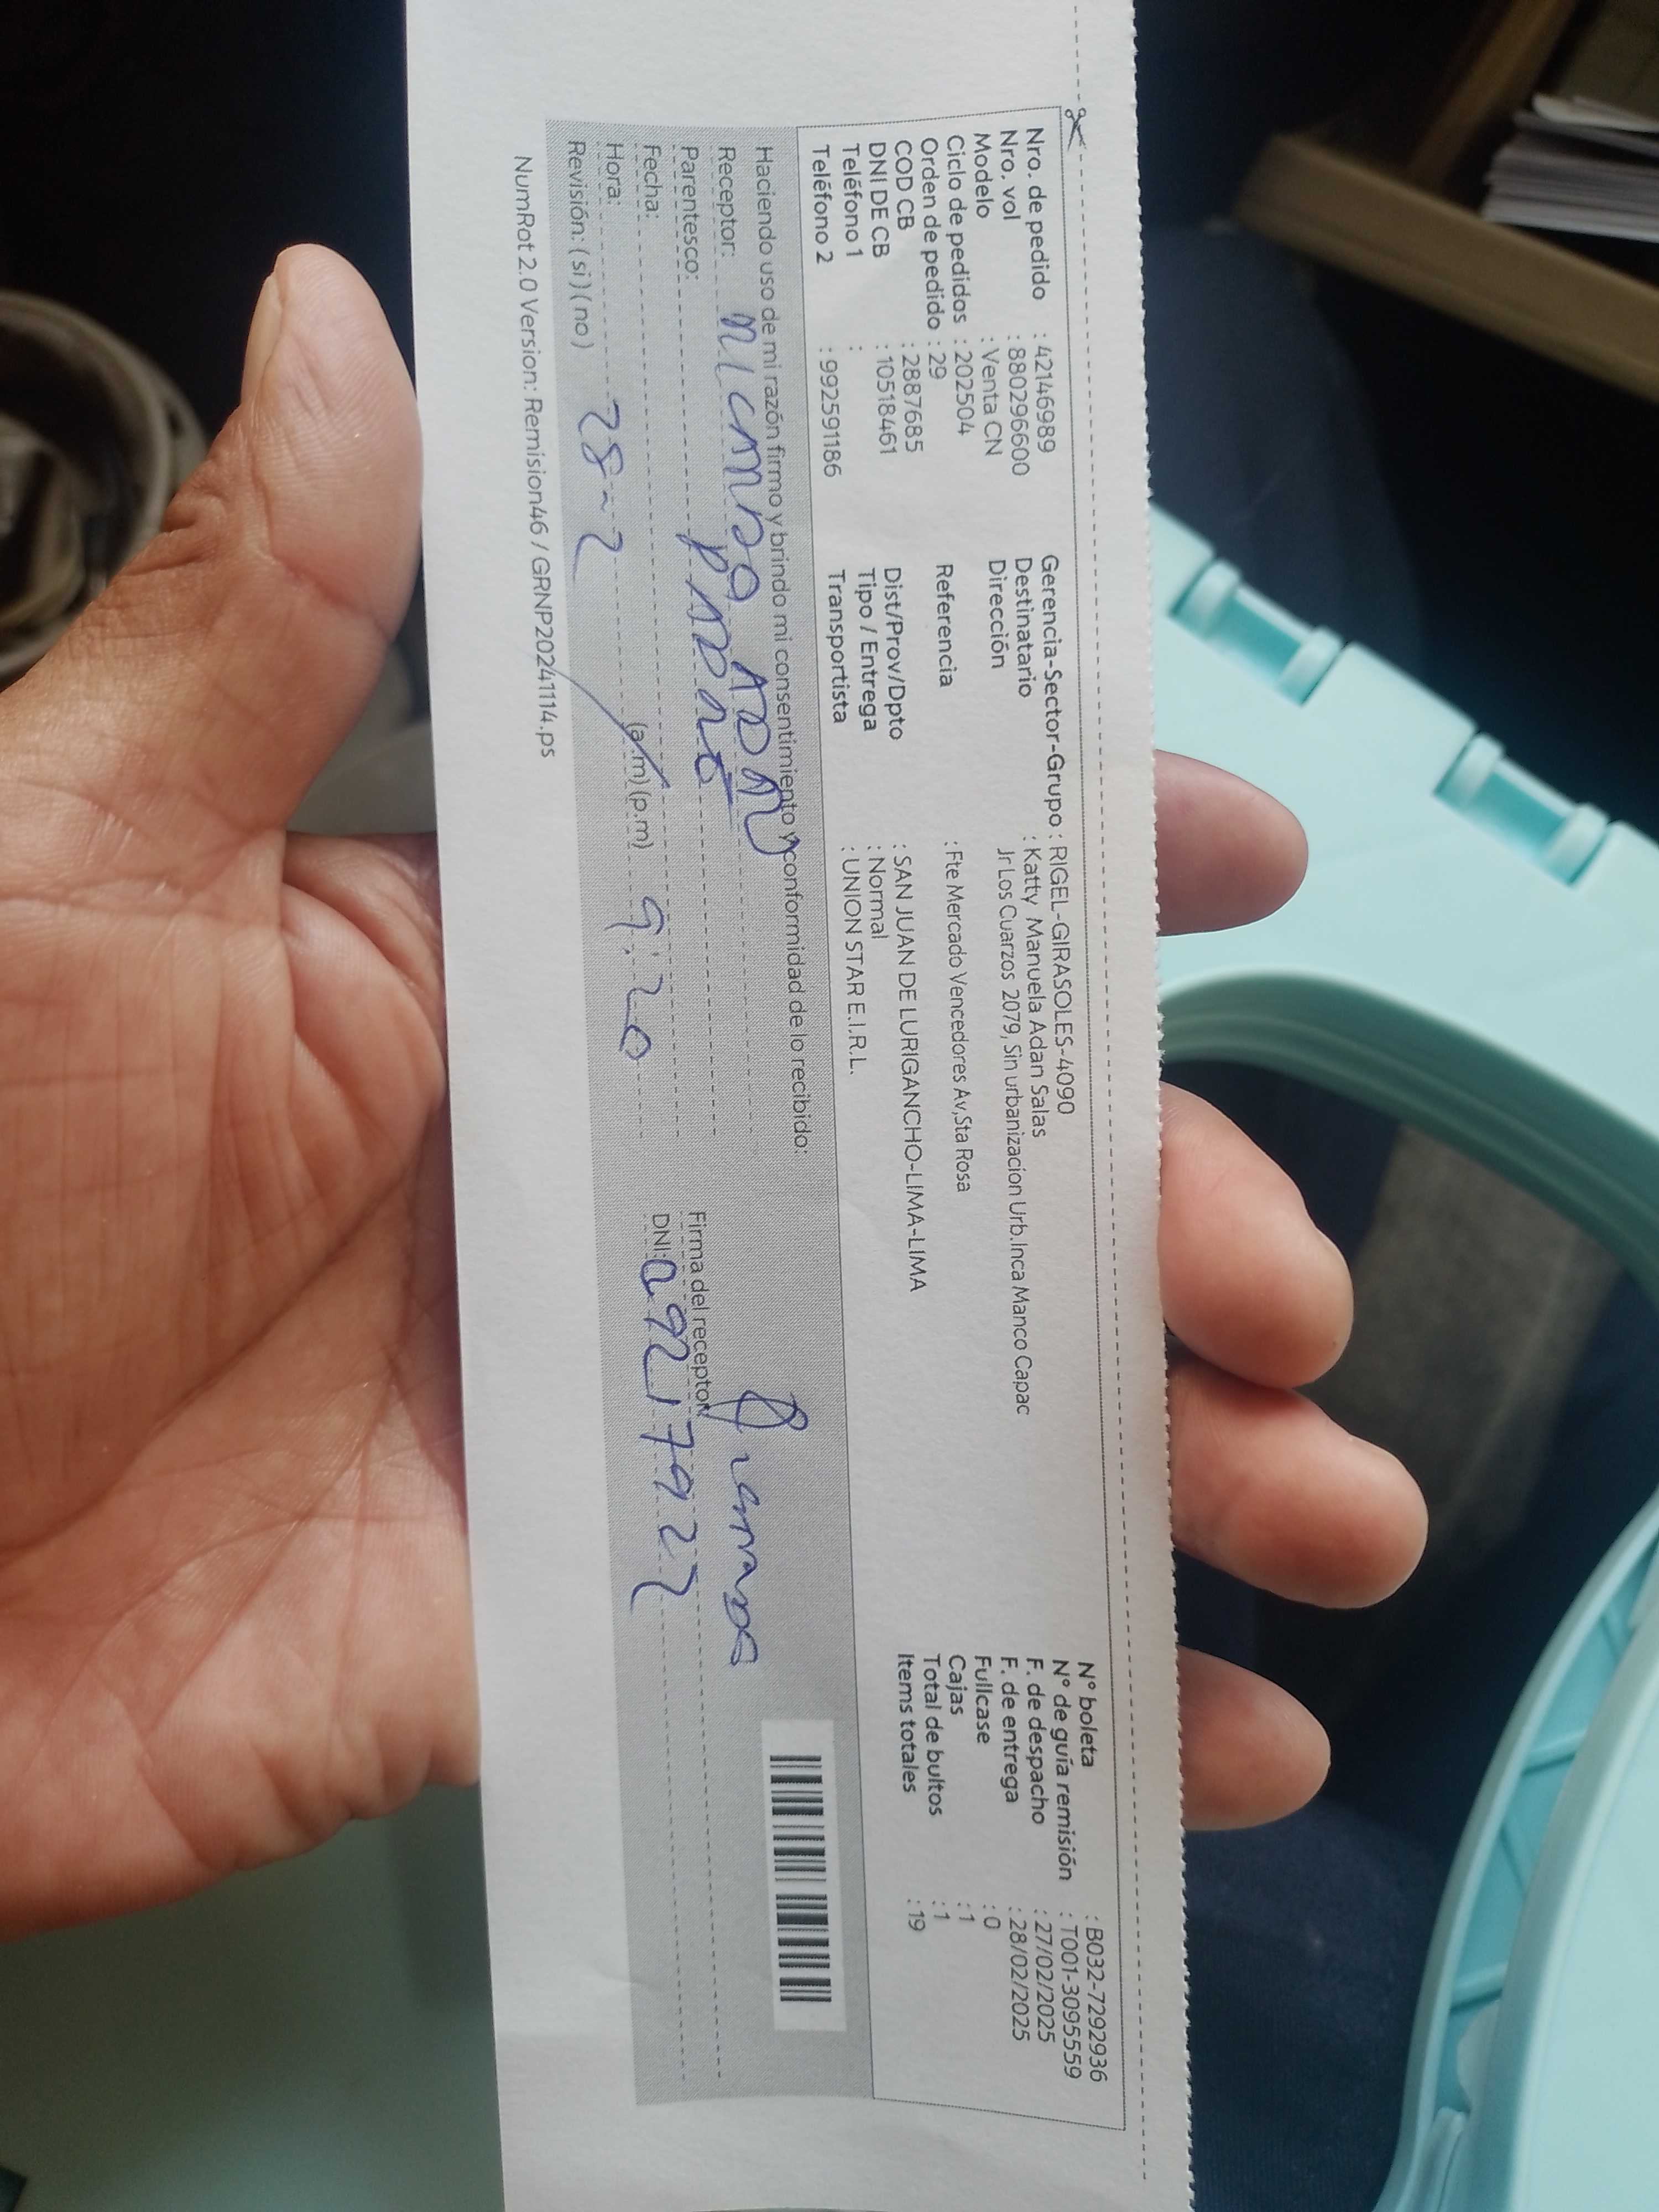 Nro. de pedido : 42146989
Nro. vol : 880296600
Modelo : Venta CN
Ciclo de pedidos : 202504
Orden de pedido : 29
COD CB : 2887685
DNI DE CB : 10518461
Teléfono 1 :
Teléfono 2 : 992591186
Gerencia-Sector-Grupo : RIGEL-GIRASOLES-4090
Destinatario : Katty Manuela Adan Salas
Dirección Jr Los Cuarzos 2079, Sin urbanizacion Urb.Inca Manco Capac
Referencia : Fte Mercado Vencedores Av,Sta Rosa
Dist/Prov/Dpto : SAN JUAN DE LURIGANCHO-LIMA-LIMA
Tipo / Entrega : Normal
Transportista : UNION STAR E.I.R.L.
N° boleta : B032-7292936
N° de guía remisión : T001-3095559
F. de despacho : 27/02/2025
F. de entrega : 28/02/2025
Fullcase : 0
Cajas : 1
Total de bultos : 1
Items totales : 19
Haciendo uso de mi razón firmo y brindo mi consentimiento y conformidad de lo recibido:
Receptor:
Parentesco:
Fecha: 28-2
Hora: (a.m) (p.m) 9:20
Revisión: (si) (no)
Firma del receptor
DNI: 09217922
NumRot 2.0 Version: Remision46 / GRNP20241114.ps